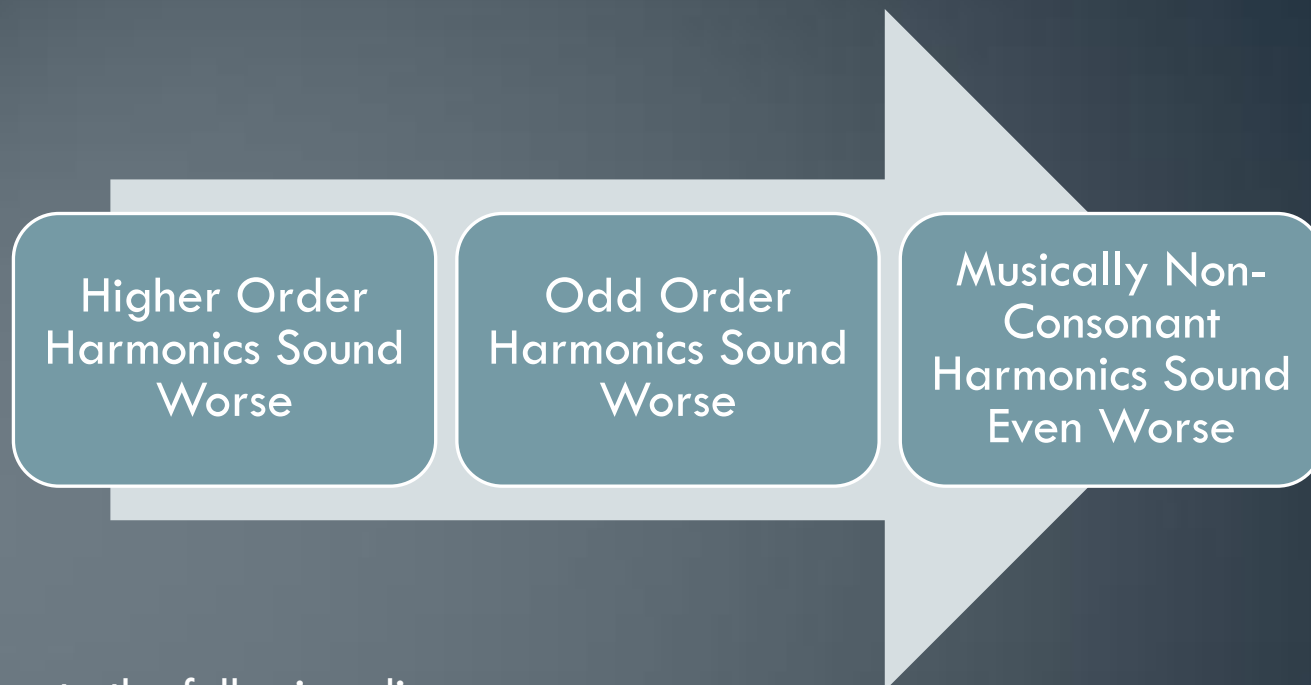 Higher Order
Harmonics Sound
Worse
Odd Order
Harmonics Sound
Worse
Musically Non-
Consonant
Harmonics Sound
Even Worse